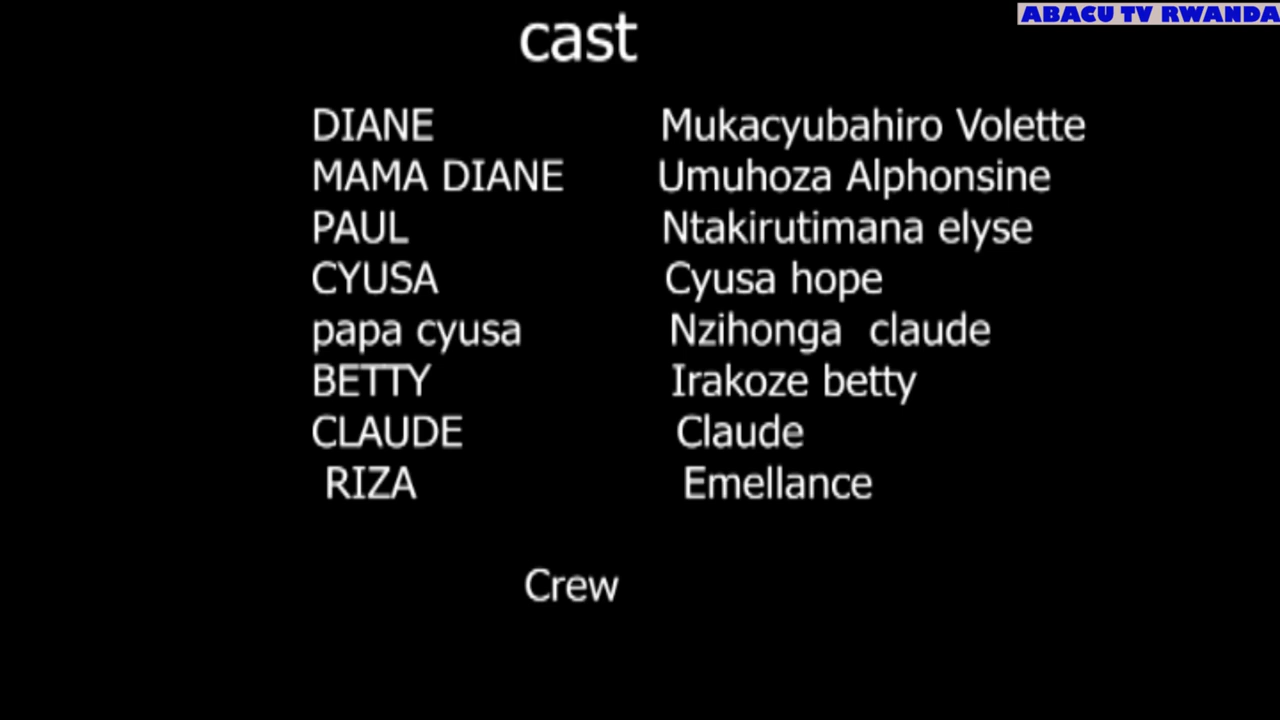 ABACU TV RWANDA
cast
DIANE Mukacyubahiro Volette
MAMA DIANE Umuhoza Alphonsine
PAUL Ntakirutimana elyse
CYUSA Cyusa hope
papa cyusa Nzihonga claude
BETTY Irakoze betty
CLAUDE Claude
RIZA Emellance
Crew